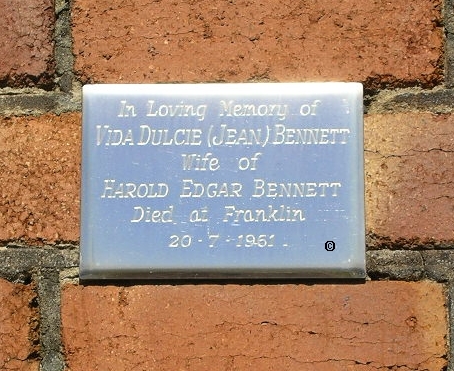 In Loving Memory of
VIDA DULCIE (JEAN) BENNETT
Wife of
HAROLD EDGAR BENNETT
Died at Franklin
20 - 7 - 1961
©